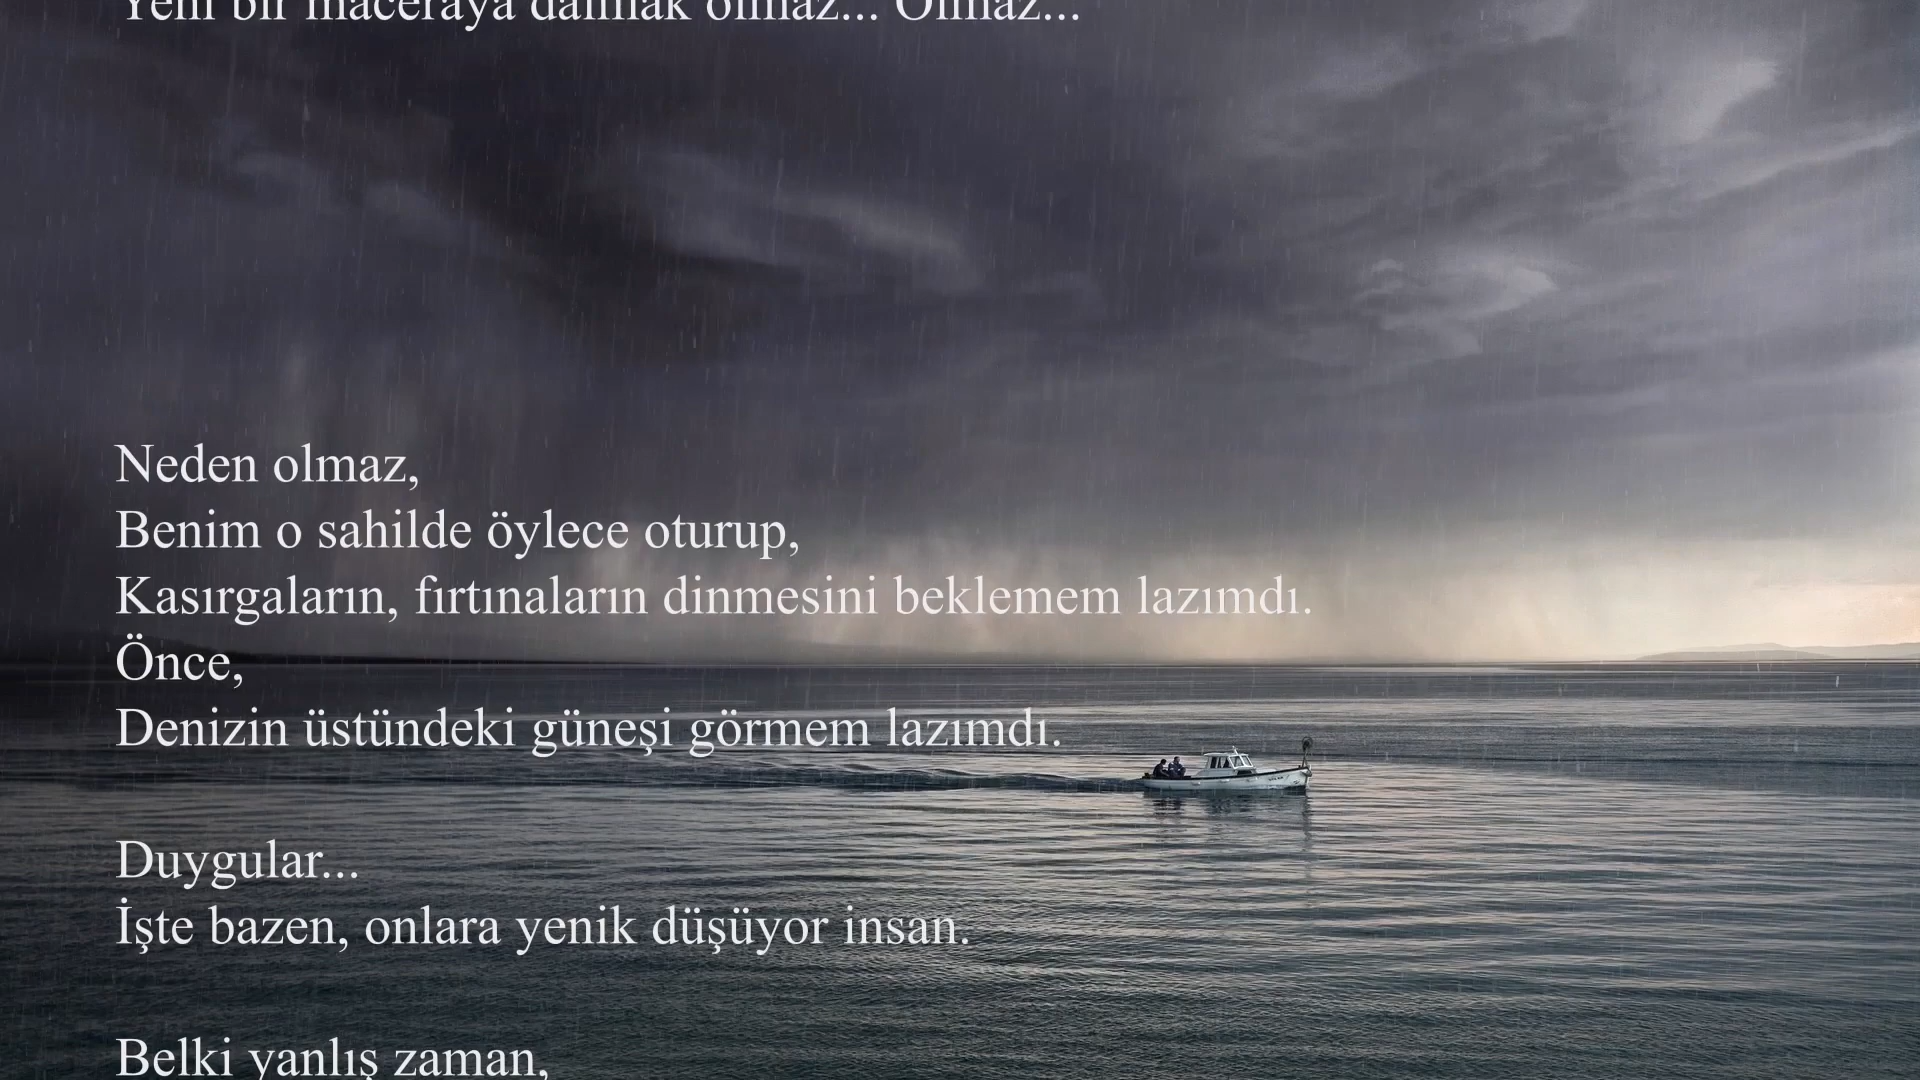 Yeni bir maceraya dalmak olmaz... Olmaz...
Neden olmaz,
Benim o sahilde öylece oturup,
Kasırgaların, fırtınaların dinmesini beklemem lazımdı.
Önce,
Denizin üstündeki güneşi görmem lazımdı.
Duygular...
İşte bazen, onlara yenik düşüyor insan.
Belki yanlış zaman,